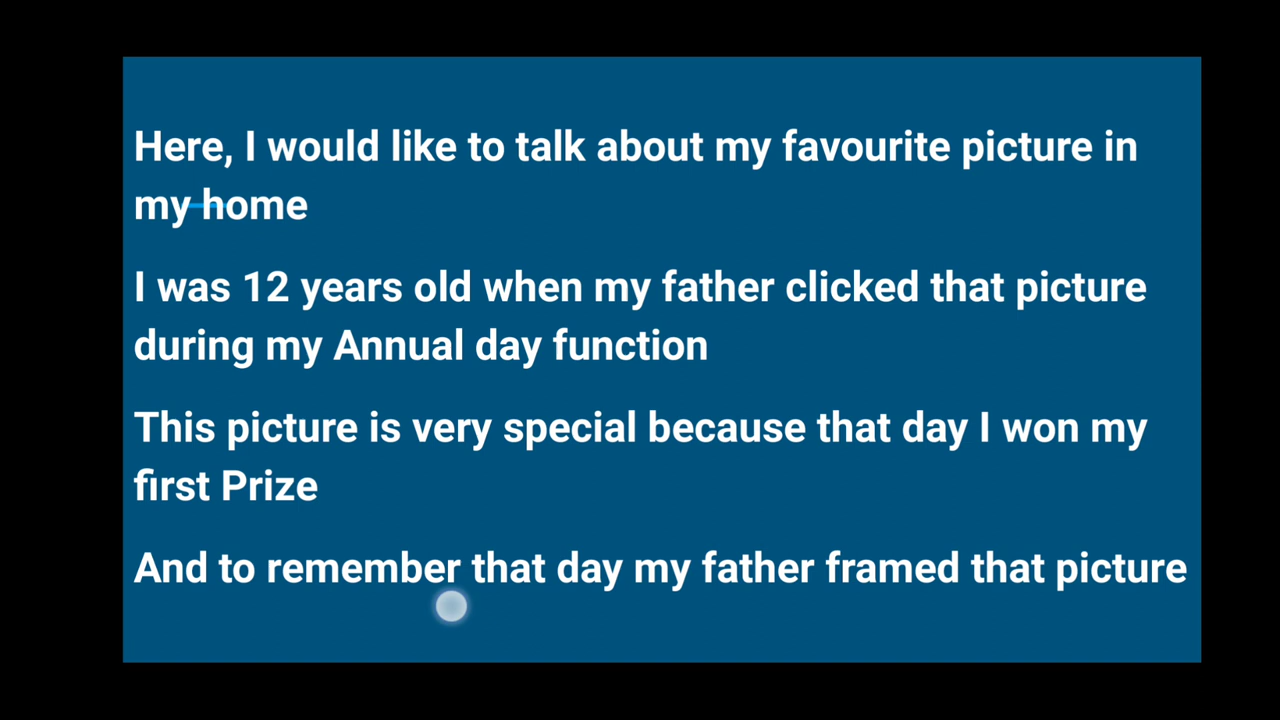 Here, I would like to talk about my favourite picture in
my home
I was 12 years old when my father clicked that picture
during my Annual day function
This picture is very special because that day I won my
first Prize
And to remember that day my father framed that picture